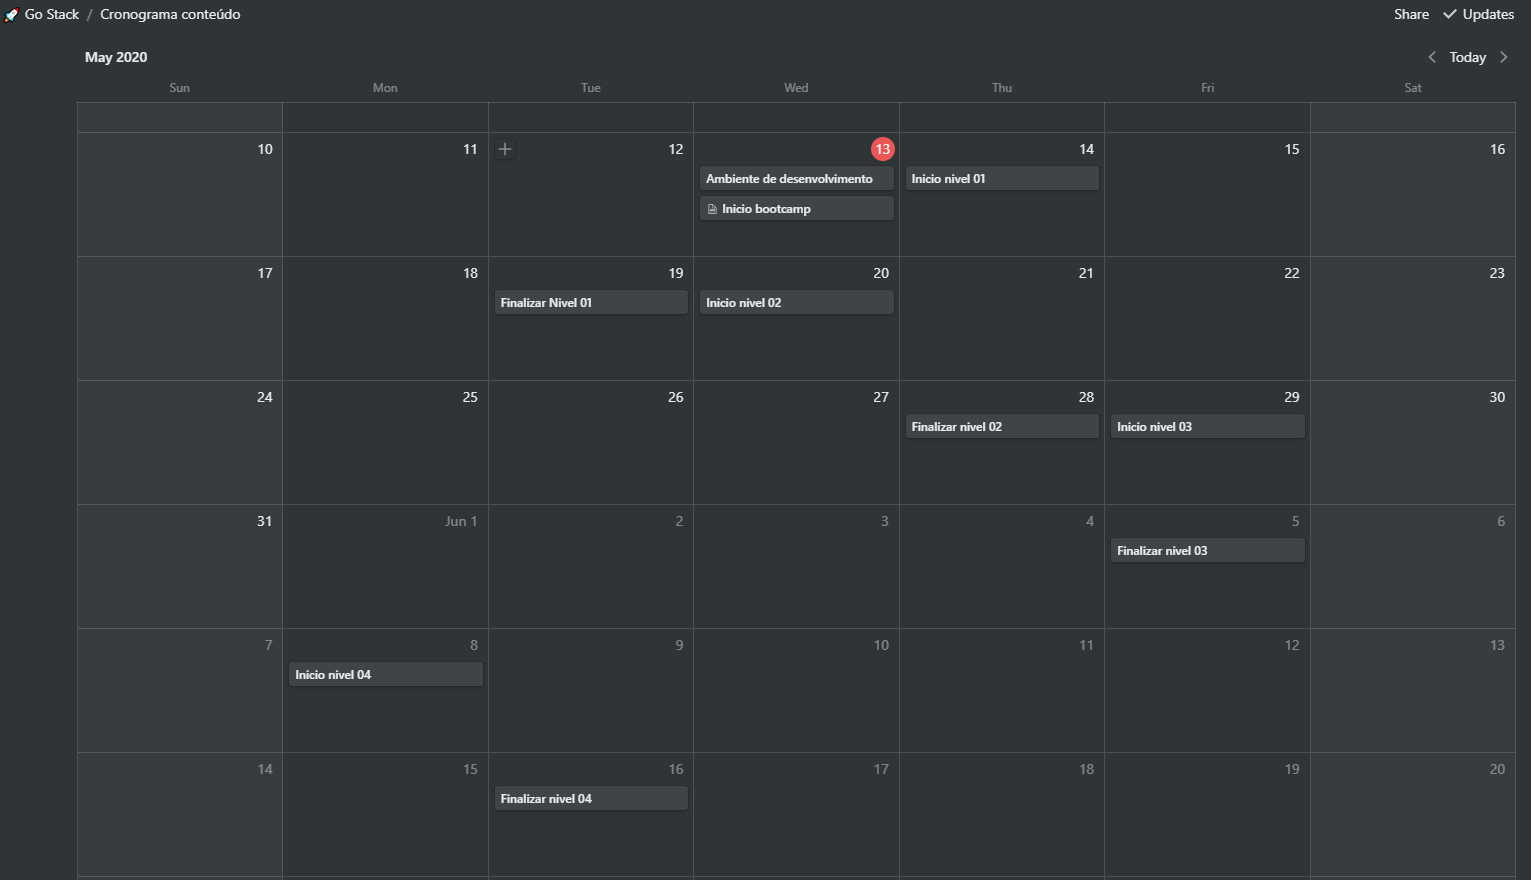 Go Stack / Cronograma conteúdo
Share Updates
May 2020
Today
Sun Mon Tue Wed Thu Fri Sat
10 11 12 13 14 15 16
Ambiente de desenvolvimento Inicio nivel 01
Inicio bootcamp
17 18 19 20 21 22 23
Finalizar Nivel 01 Inicio nivel 02
24 25 26 27 28 29 30
Finalizar nivel 02 Inicio nivel 03
31 Jun 1 2 3 4 5 6
Finalizar nivel 03
7 8 9 10 11 12 13
Inicio nivel 04
14 15 16 17 18 19 20
Finalizar nivel 04